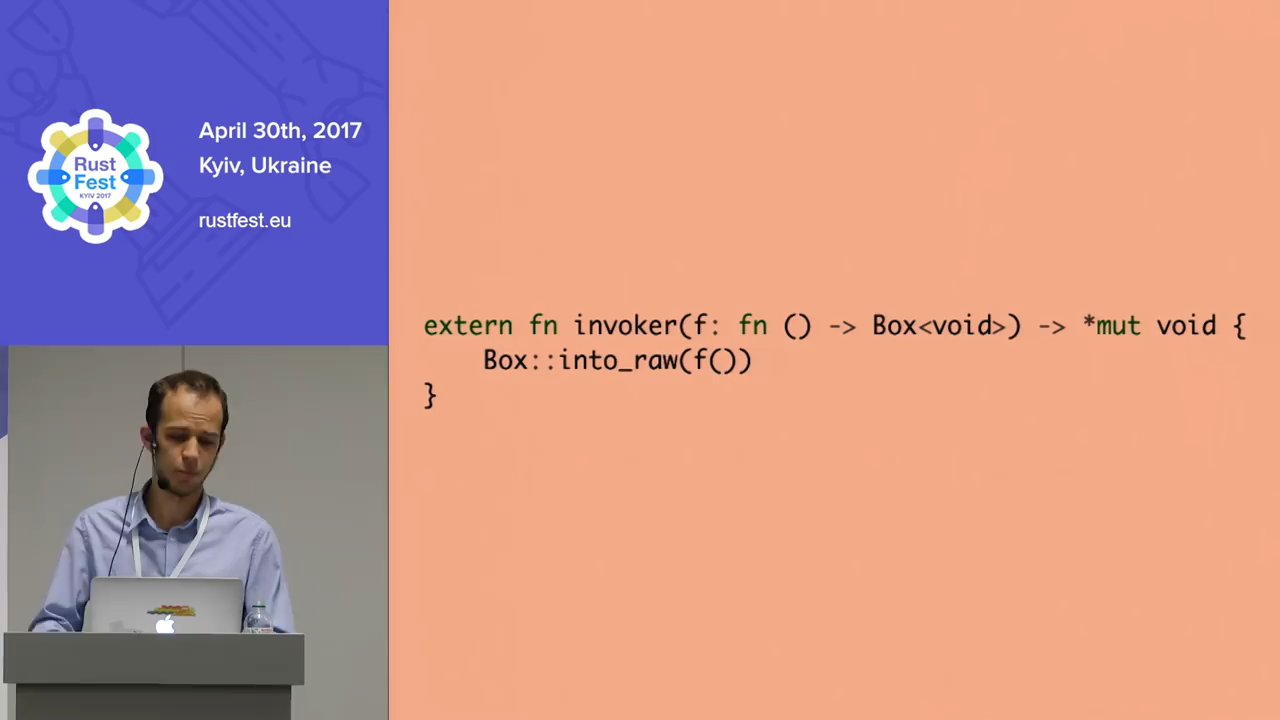 April 30th, 2017
Kyiv, Ukraine
rustfest.eu
Rust
Fest
KYIV 2017
extern fn invoker(f: fn () -> Box<void>) -> *mut void {
    Box::into_raw(f())
}